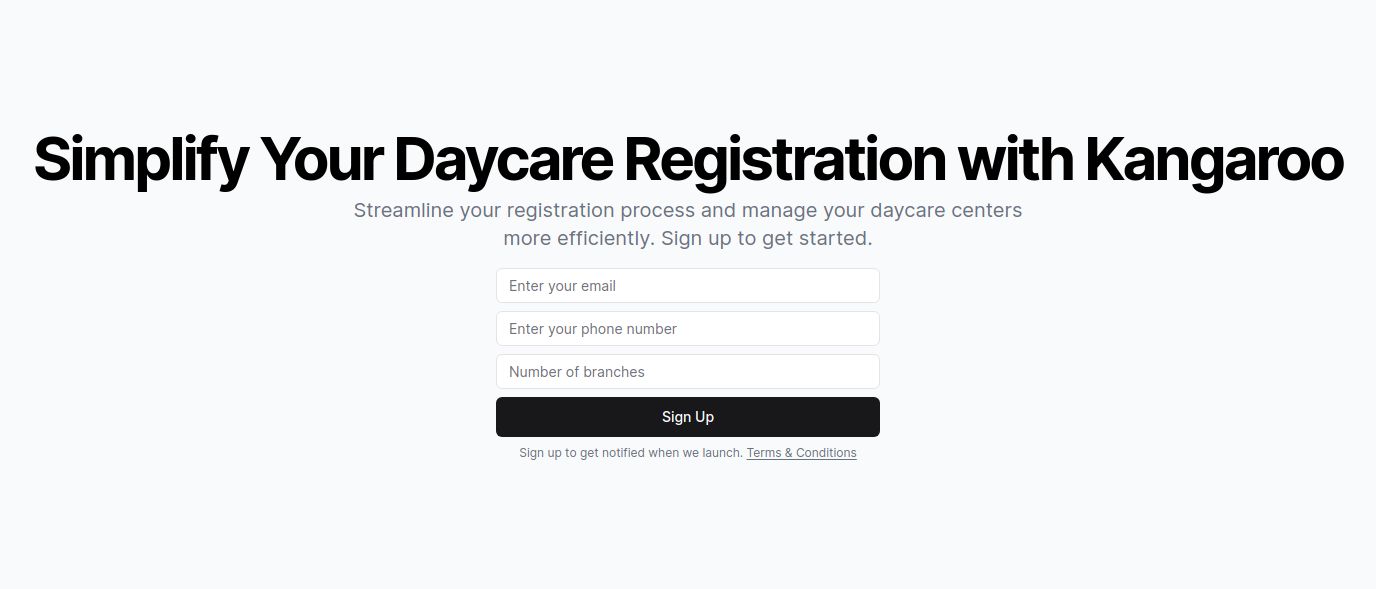 Simplify Your Daycare Registration with Kangaroo
Streamline your registration process and manage your daycare centers
more efficiently. Sign up to get started.
Enter your email
Enter your phone number
Number of branches
Sign Up
Sign up to get notified when we launch. Terms & Conditions